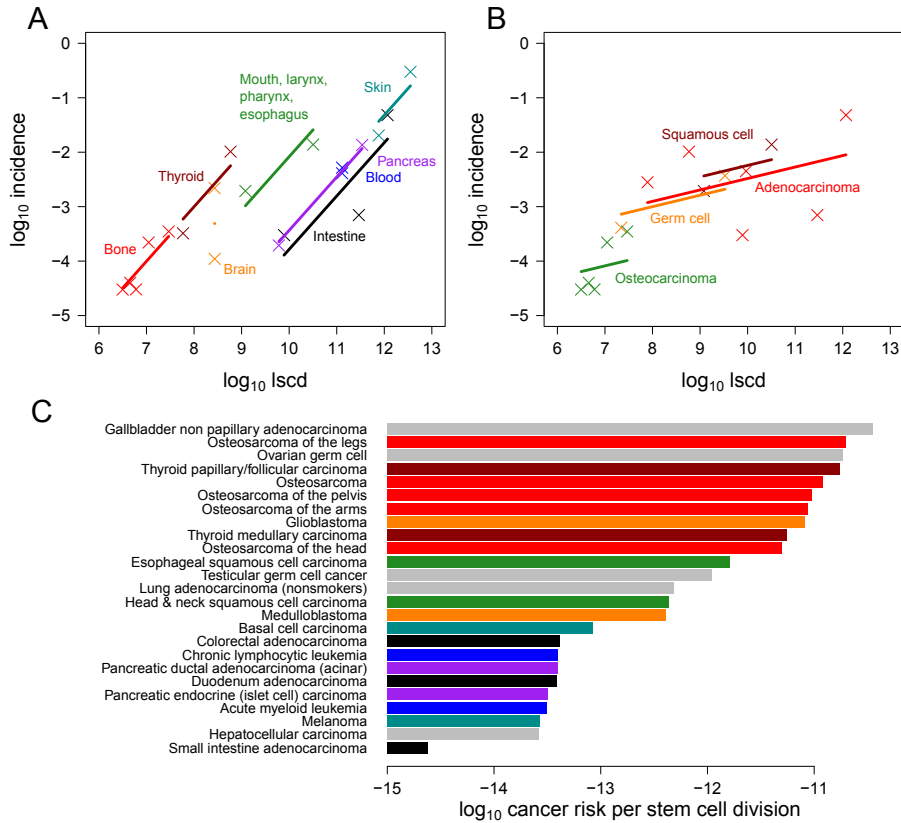 A
0
−1
−2
−3
−4
−5
log10 incidence
6 7 8 9 10 11 12 13
log10 lscd
Mouth, larynx,
pharynx,
esophagus
Skin
Thyroid
Pancreas
Blood
Intestine
Bone
Brain
B
0
−1
−2
−3
−4
−5
log10 incidence
6 7 8 9 10 11 12 13
log10 lscd
Squamous cell
Adenocarcinoma
Germ cell
Osteocarcinoma
C
Gallbladder non papillary adenocarcinoma
Osteosarcoma of the legs
Ovarian germ cell
Thyroid papillary/follicular carcinoma
Osteosarcoma
Osteosarcoma of the pelvis
Osteosarcoma of the arms
Glioblastoma
Thyroid medullary carcinoma
Osteosarcoma of the head
Esophageal squamous cell carcinoma
Testicular germ cell cancer
Lung adenocarcinoma (nonsmokers)
Head & neck squamous cell carcinoma
Medulloblastoma
Basal cell carcinoma
Colorectal adenocarcinoma
Chronic lymphocytic leukemia
Pancreatic ductal adenocarcinoma (acinar)
Duodenum adenocarcinoma
Pancreatic endocrine (islet cell) carcinoma
Acute myeloid leukemia
Melanoma
Hepatocellular carcinoma
Small intestine adenocarcinoma
−15 −14 −13 −12 −11
log10 cancer risk per stem cell division